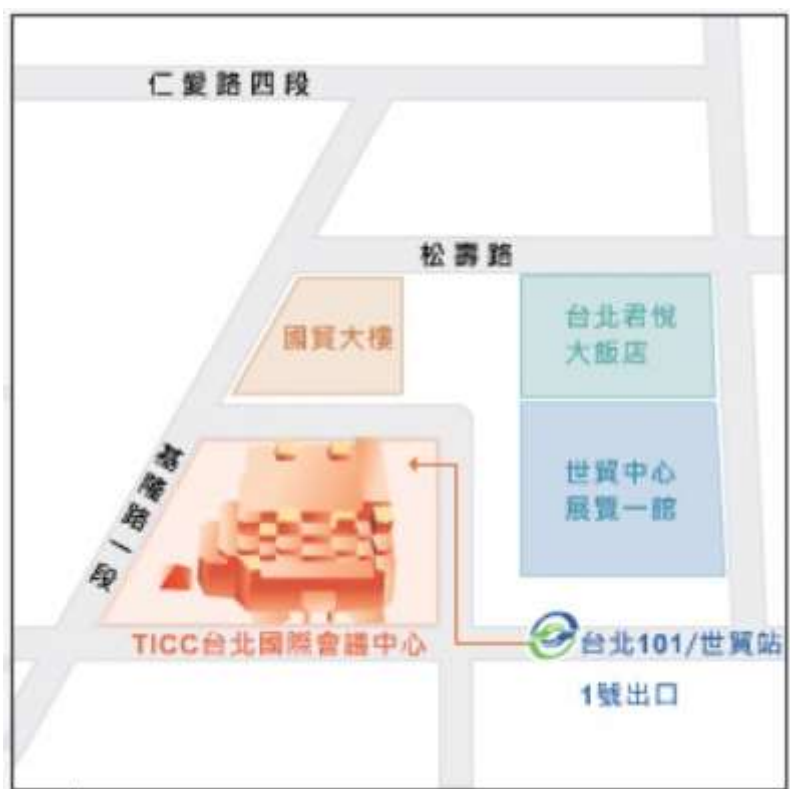 仁愛路四段
松壽路
國貿大樓
台北君悅
大飯店
基隆路一段
世貿中心
展覽一館
TICC台北國際會議中心
台北101/世貿站
1號出口